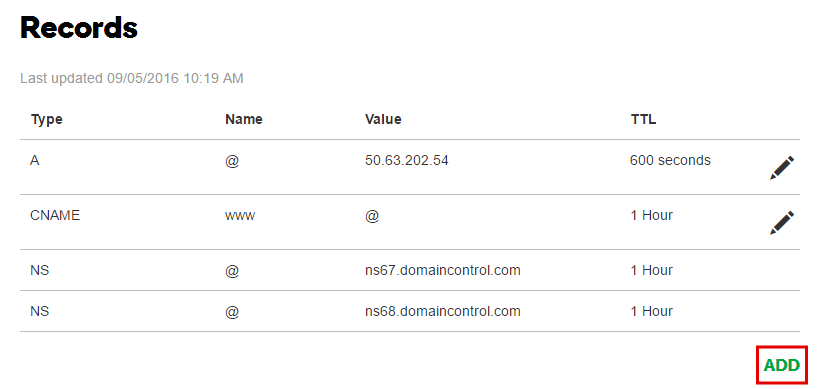 Records
Last updated 09/05/2016 10:19 AM
Type Name Value TTL
A @ 50.63.202.54 600 seconds
CNAME www @ 1 Hour
NS @ ns67.domaincontrol.com 1 Hour
NS @ ns68.domaincontrol.com 1 Hour
ADD